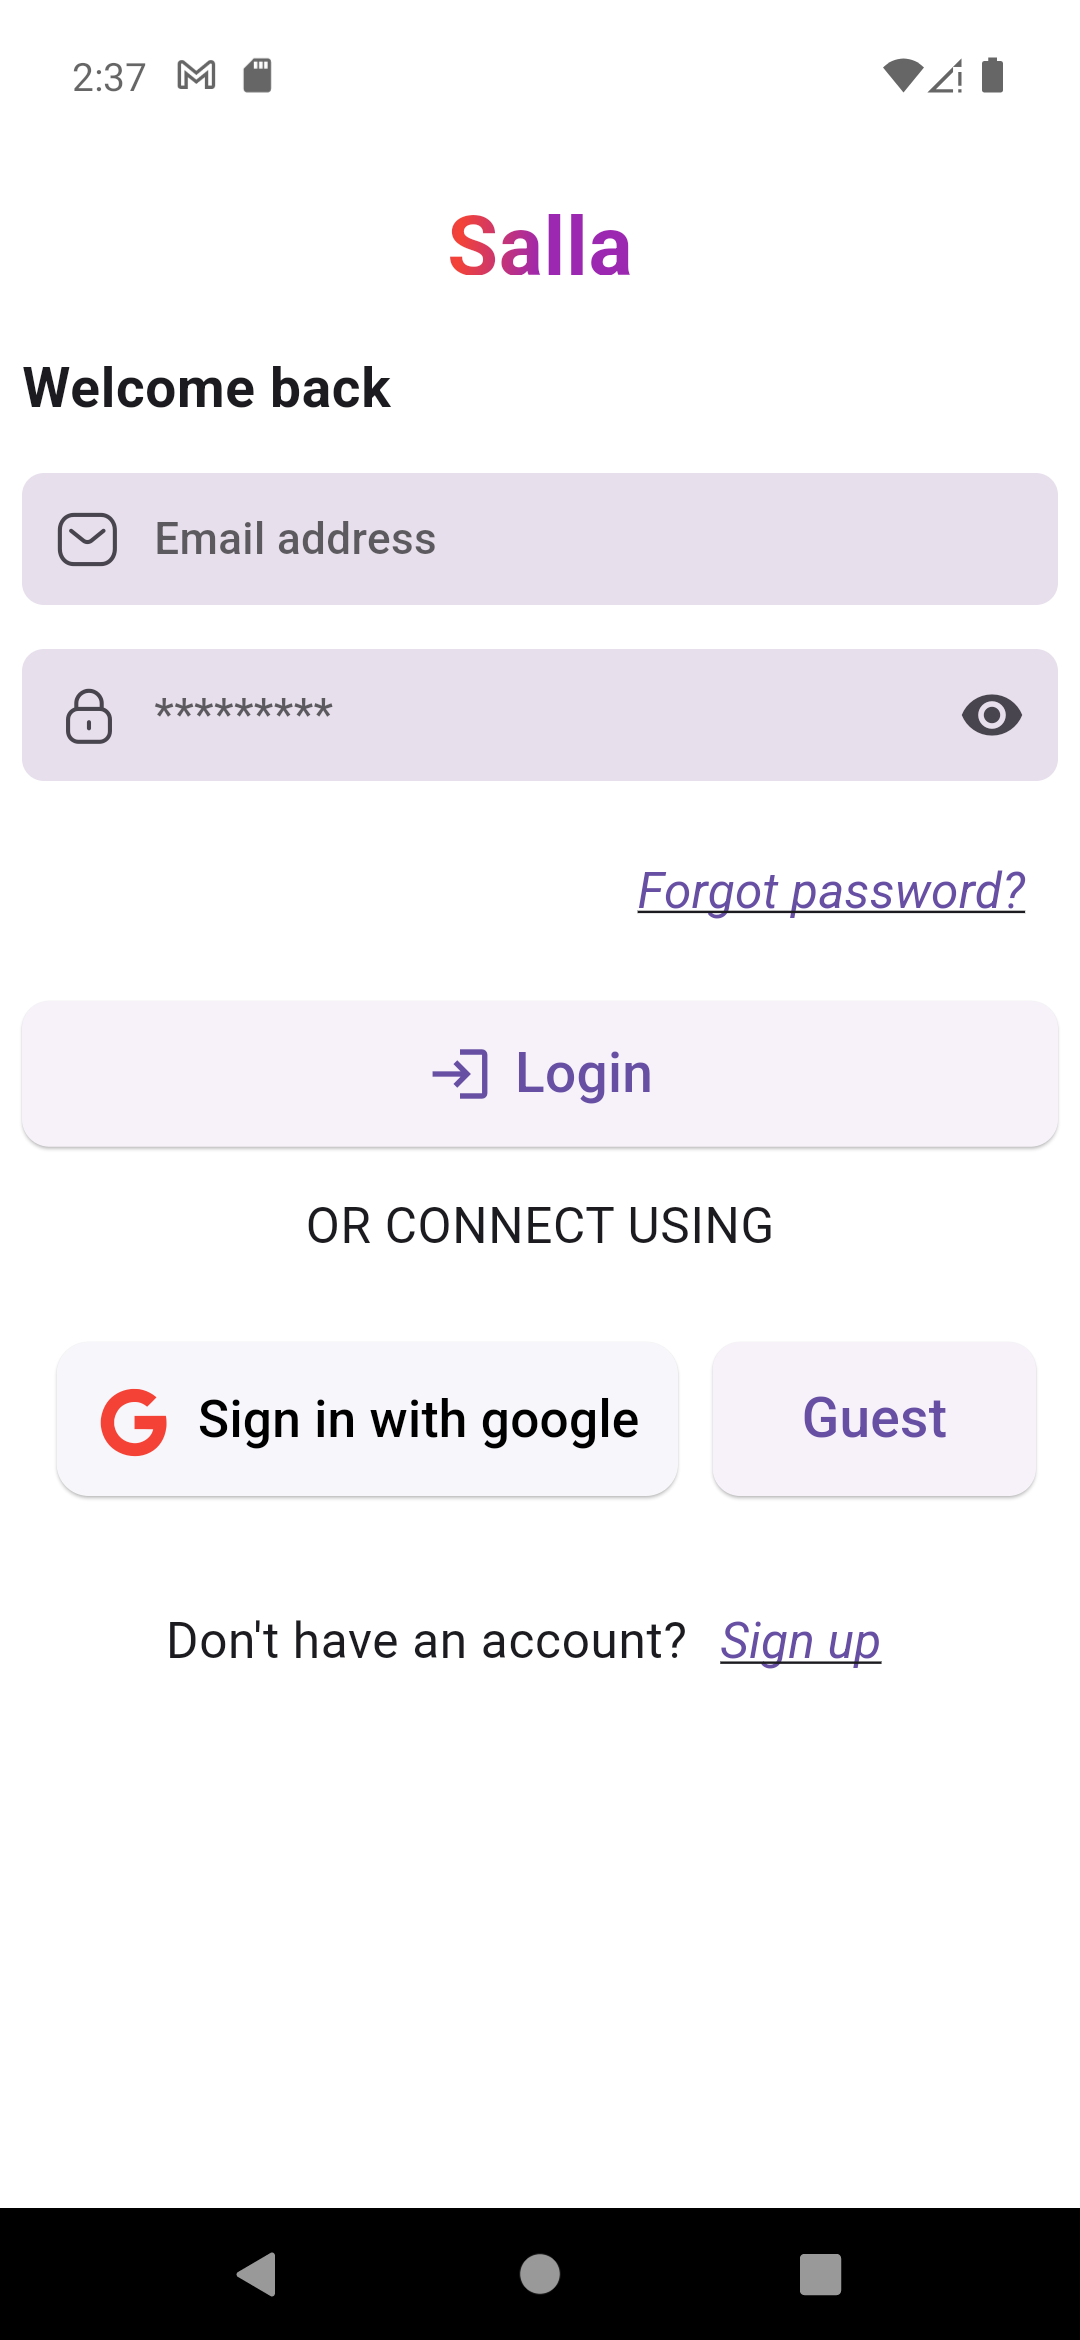 2:37
Salla
Welcome back
Email address
*********
Forgot password?
Login
OR CONNECT USING
Sign in with google
Guest
Don't have an account? Sign up